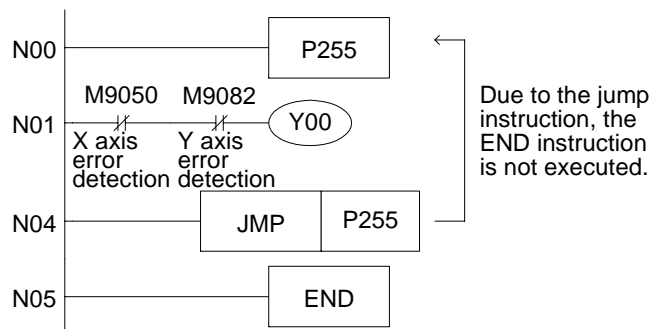 N00
P255
M9050 M9082
N01
Y00
X axis error detection
Y axis error detection
Due to the jump
instruction, the
END instruction
is not executed.
N04
JMP P255
N05
END